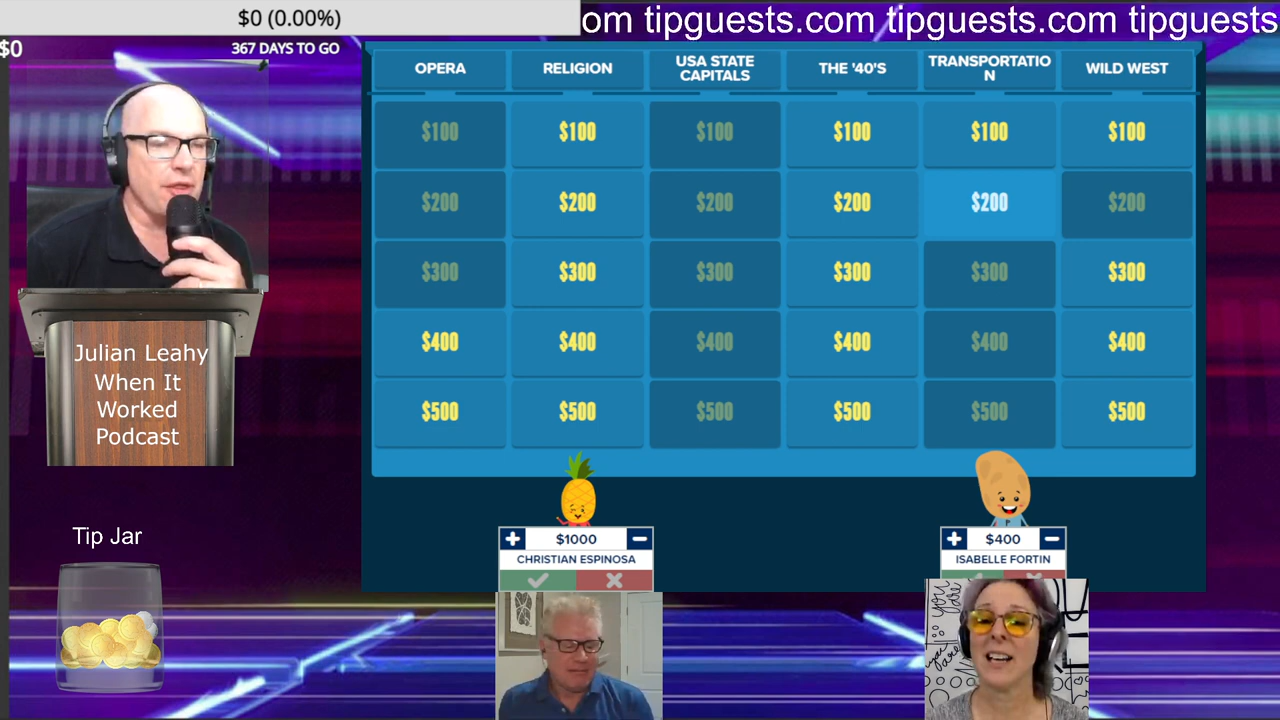 $0 (0.00%)
om tipguests.com tipguests.com tipguests
$0
367 DAYS TO GO
OPERA
RELIGION
USA STATE
CAPITALS
THE '40'S
TRANSPORTATIO
N
WILD WEST
$100 $100 $100 $100 $100 $100
$200 $200 $200 $200 $200 $200
$300 $300 $300 $300 $300 $300
$400 $400 $400 $400 $400 $400
$500 $500 $500 $500 $500 $500
Julian Leahy
When It
Worked
Podcast
Tip Jar
$1000
CHRISTIAN ESPINOSA
$400
ISABELLE FORTIN